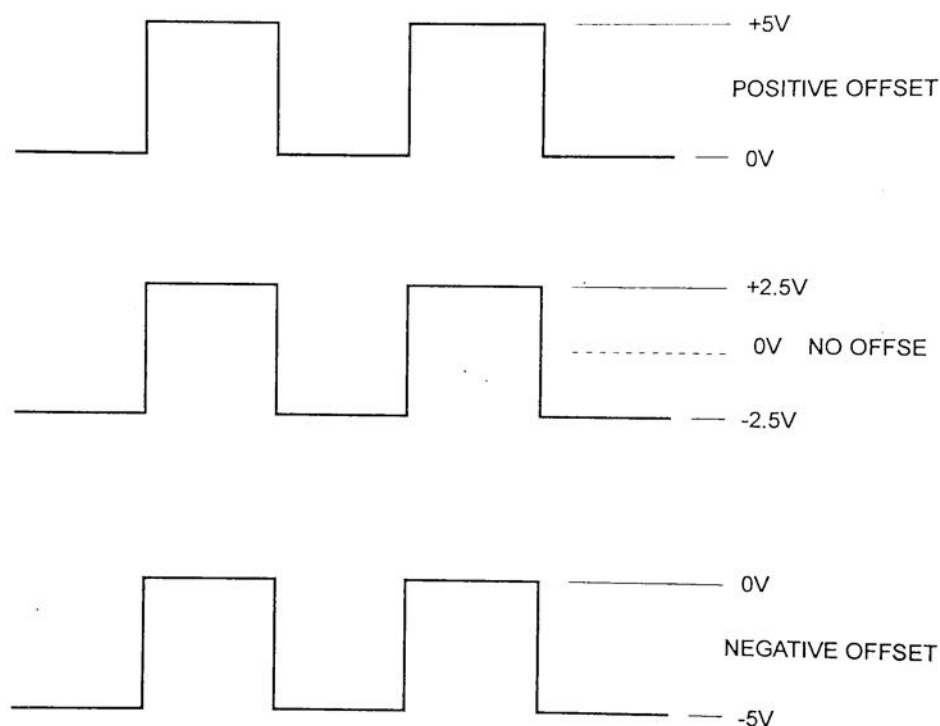 +5V
POSITIVE OFFSET
0V
+2.5V
0V NO OFFSE
-2.5V
0V
NEGATIVE OFFSET
-5V